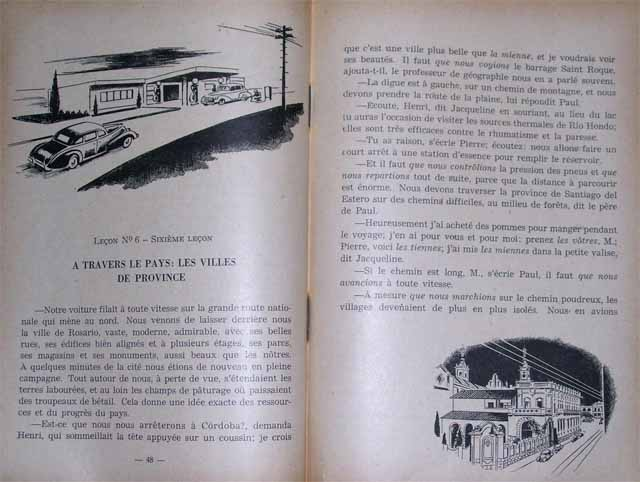 LEÇON Nº 6 – SIXIÈME LEÇON
A TRAVERS LE PAYS: LES VILLES
DE PROVINCE
—Notre voiture filait à toute vitesse sur la grande route natio-
nale qui mène au nord. Nous venons de laisser derrière nous
la ville de Rosario, vaste, moderne, admirable, avec ses belles
rues, ses édifices bien alignés et à plusieurs étages, ses parcs,
ses magasins et ses monuments, aussi beaux que les nôtres.
A quelques minutes de la cité nous étions de nouveau en pleine
campagne. Tout autour de nous, à perte de vue, s'étendaient les
terres labourées, et au loin les champs de pâturage où paissaient
des troupeaux de bétail. Cela donne une idée exacte des ressour-
ces et du progrès du pays.
—Est-ce que nous nous arrêterons à Córdoba?, demanda
Henri, qui sommeillait la tête appuyée sur un coussin; je crois
— 48 —
que c'est une ville plus belle que la mienne, et je voudrais voir
ses beautés. Il faut que nous voyions le barrage Saint Roque,
ajouta-t-il, le professeur de géographie nous en a parlé souvent.
—La digue est à gauche, sur un chemin de montagne, et nous
devons prendre la route de la plaine, lui répondit Paul.
—Ecoute, Henri, dit Jacqueline en souriant, au lieu du lac
tu auras l'occasion de visiter les sources thermales de Río Hondo;
elles sont très efficaces contre le rhumatisme et la paresse.
—Tu as raison, s'écrie Pierre; écoutez: nous allons faire un
court arrêt à une station d'essence pour remplir le réservoir.
—Et il faut que nous contrôlions la pression des pneus et que
nous repartions tout de suite, parce que la distance à parcourir
est énorme. Nous devons traverser la province de Santiago del
Estero sur des chemins difficiles, au milieu de forêts, dit le père
de Paul.
—Heureusement j'ai acheté des pommes pour manger pendant
le voyage; j'en ai pour vous et pour moi; prenez les vôtres, M.;
Pierre, voici les tiennes; j'ai mis les miennes dans la petite valise,
dit Jacqueline.
—Si le chemin est long, M., s'écrie Paul, il faut que nous
avancions à toute vitesse.
—A mesure que nous marchions sur le chemin poudreux, les
villages devenaient de plus en plus isolés. Nous en avions